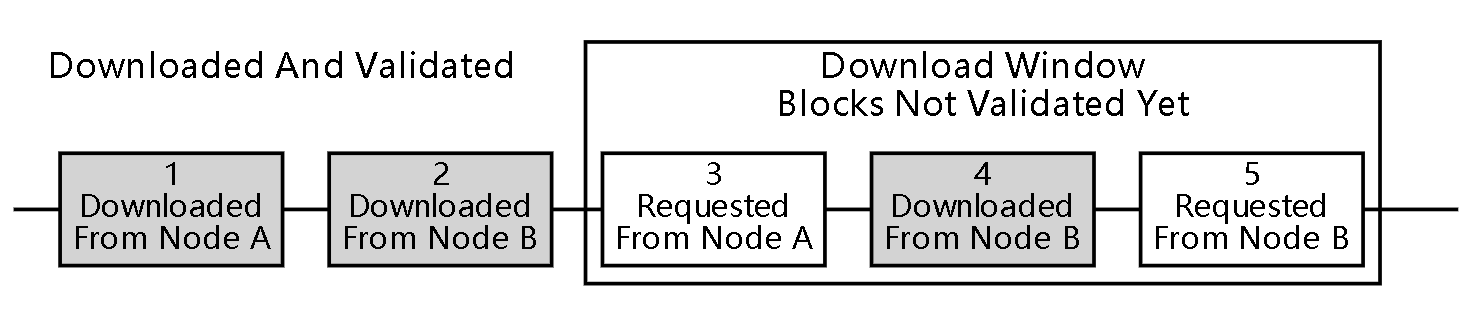 Downloaded And Validated
Download Window
Blocks Not Validated Yet
1
Downloaded
From Node A
2
Downloaded
From Node B
3
Requested
From Node A
4
Downloaded
From Node B
5
Requested
From Node B